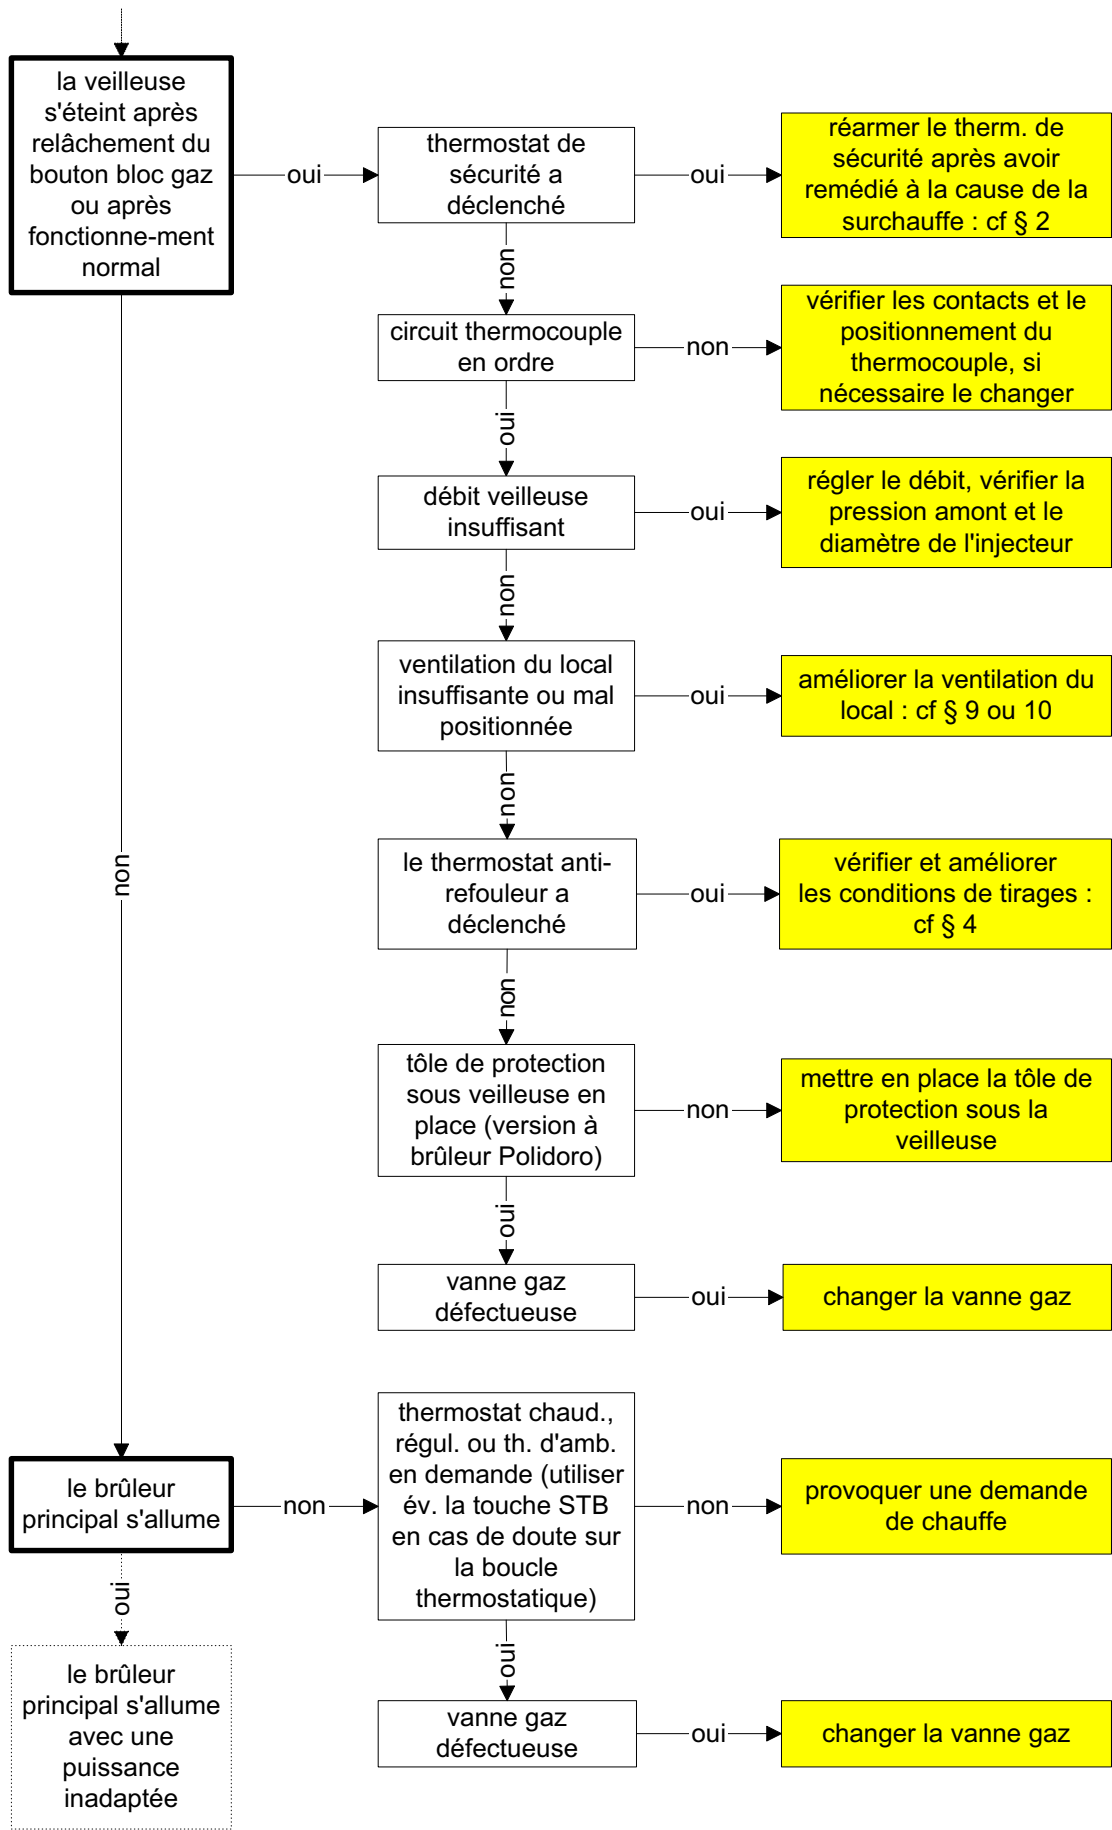 la veilleuse
s'éteint après
relâchement du
bouton bloc gaz
ou après
fonctionne-ment
normal
oui
thermostat de
sécurité a
déclenché
oui
réarmer le therm. de
sécurité après avoir
remédié à la cause de la
surchauffe : cf § 2
non
circuit thermocouple
en ordre
non
vérifier les contacts et le
positionnement du
thermocouple, si
nécessaire le changer
oui
débit veilleuse
insuffisant
oui
régler le débit, vérifier la
pression amont et le
diamètre de l'injecteur
non
ventilation du local
insuffisante ou mal
positionnée
oui
améliorer la ventilation du
local : cf § 9 ou 10
non
le thermostat anti-
refouleur a
déclenché
oui
vérifier et améliorer
les conditions de tirages :
cf § 4
non
tôle de protection
sous veilleuse en
place (version à
brûleur Polidoro)
non
mettre en place la tôle de
protection sous la
veilleuse
oui
vanne gaz
défectueuse
oui
changer la vanne gaz
non
le brûleur
principal s'allume
non
thermostat chaud.,
régul. ou th. d'amb.
en demande (utiliser
év. la touche STB
en cas de doute sur
la boucle
thermostatique)
non
provoquer une demande
de chauffe
oui
vanne gaz
défectueuse
oui
changer la vanne gaz
oui
le brûleur
principal s'allume
avec une
puissance
inadaptée